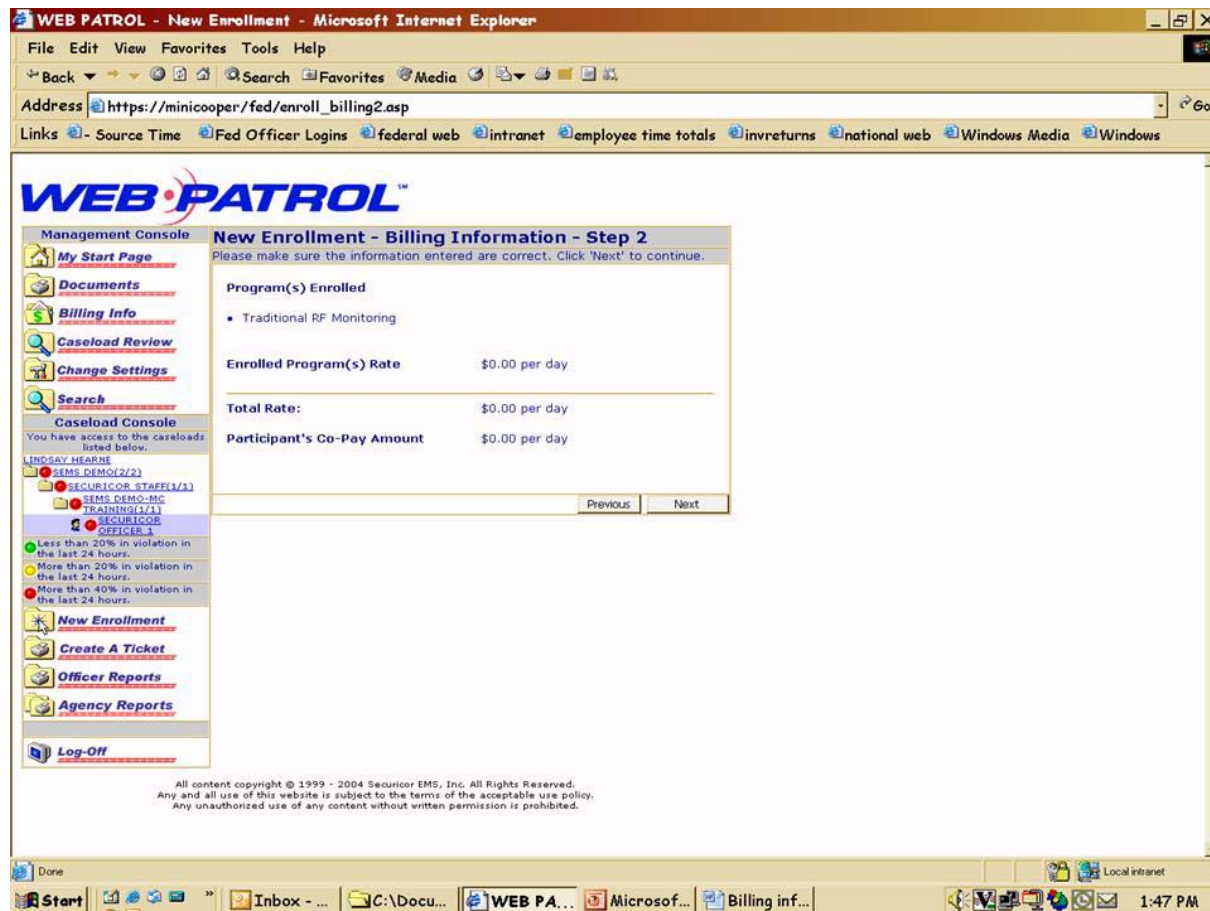 WEB PATROL - New Enrollment - Microsoft Internet Explorer
File Edit View Favorites Tools Help
Back Search Favorites Media
Address https://minicooper/fed/enroll_billing2.asp Go
Links - Source Time Fed Officer Logins federal web intranet employee time totals invreturns national web Windows Media Windows
WEB PATROL SM
Management Console
My Start Page
Documents
Billing Info
Caseload Review
Change Settings
Search
Caseload Console
You have access to the caseloads
listed below.
LINDSAY HEARNE
SEMS DEMO(2/2)
SECURICOR STAFF(1/1)
SEMS DEMO-MC
TRAINING(1/1)
SECURICOR
OFFICER 1
Less than 20% in violation in
the last 24 hours.
More than 20% in violation in
the last 24 hours.
More than 40% in violation in
the last 24 hours.
New Enrollment
Create A Ticket
Officer Reports
Agency Reports
Log-Off
New Enrollment - Billing Information - Step 2
Please make sure the information entered are correct. Click 'Next' to continue.
Program(s) Enrolled
• Traditional RF Monitoring
Enrolled Program(s) Rate $0.00 per day
Total Rate: $0.00 per day
Participant's Co-Pay Amount $0.00 per day
Previous Next
All content copyright © 1999 - 2004 Securicor EMS, Inc. All Rights Reserved.
Any and all use of this website is subject to the terms of the acceptable use policy.
Any unauthorized use of any content without written permission is prohibited.
Done Local intranet
Start Inbox - ... C:\Docu... WEB PA... Microsof... Billing inf... 1:47 PM